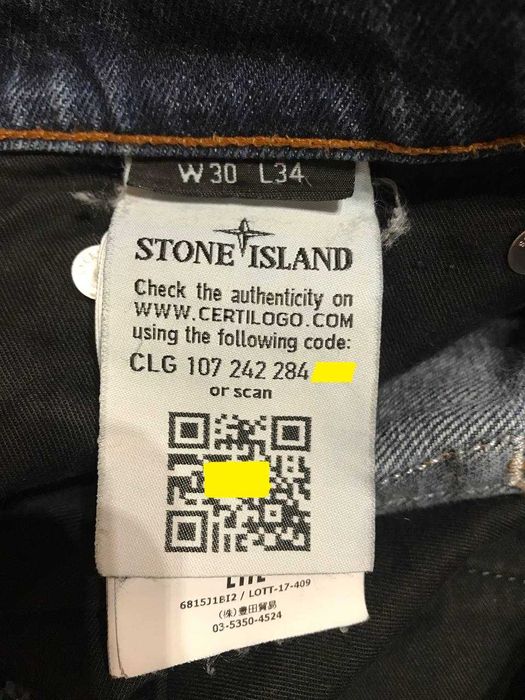 W30 L34
STONE ISLAND
Check the authenticity on
WWW.CERTILOGO.COM
using the following code:
CLG 107 242 284
or scan
6815J1BI2 / LOTT-17-409
(株)豊田貿易
03-5350-4524